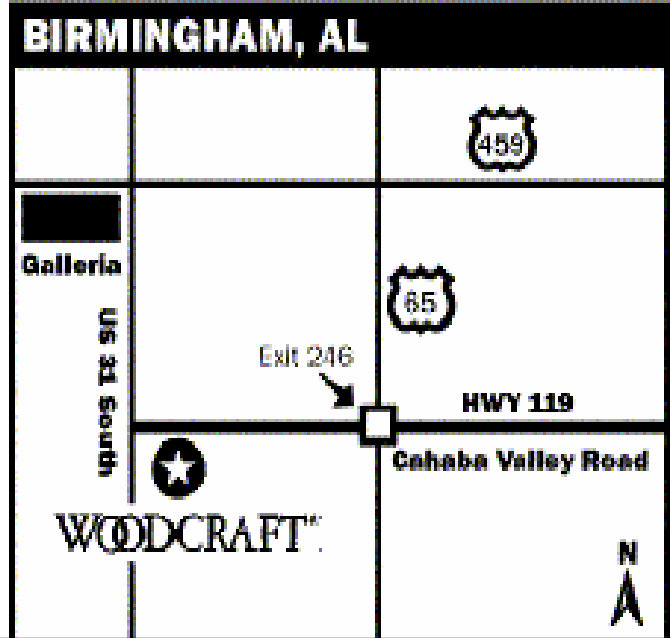 BIRMINGHAM, AL
459
Galleria
65
US 31 South
Exit 246
HWY 119
Cahaba Valley Road
WOODCRAFT
N